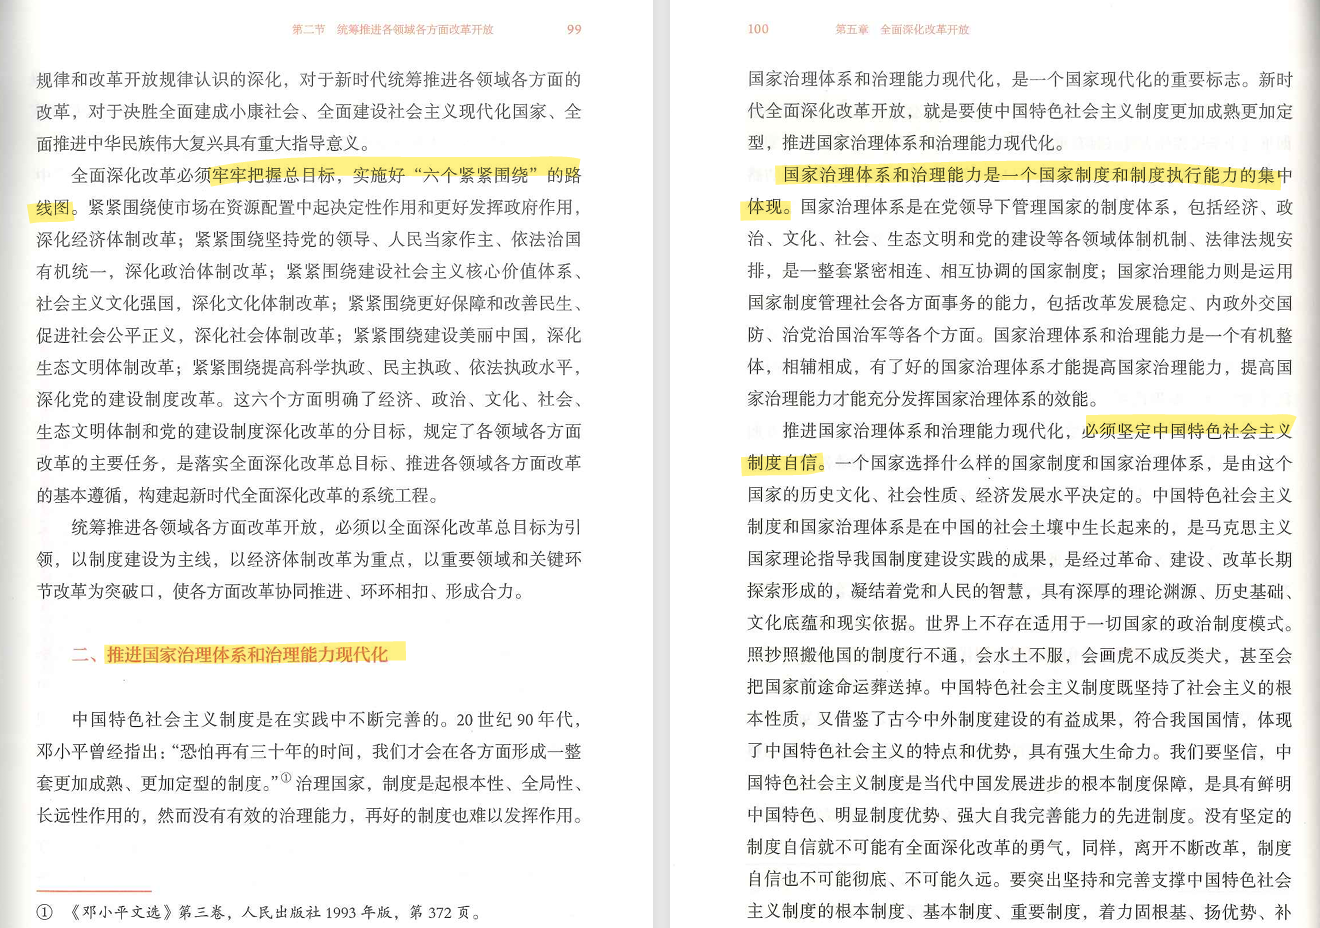 第二节 统筹推进各领域各方面改革开放 99
规律和改革开放规律认识的深化，对于新时代统筹推进各领域各方面的
改革，对于决胜全面建成小康社会、全面建设社会主义现代化国家、全
面推进中华民族伟大复兴具有重大指导意义。
全面深化改革必须牢牢把握总目标，实施好“六个紧紧围绕”的路
线图。紧紧围绕使市场在资源配置中起决定性作用和更好发挥政府作用，
深化经济体制改革；紧紧围绕坚持党的领导、人民当家作主、依法治国
有机统一，深化政治体制改革；紧紧围绕建设社会主义核心价值体系、
社会主义文化强国，深化文化体制改革；紧紧围绕更好保障和改善民生、
促进社会公平正义，深化社会体制改革；紧紧围绕建设美丽中国，深化
生态文明体制改革；紧紧围绕提高科学执政、民主执政、依法执政水平，
深化党的建设制度改革。这六个方面明确了经济、政治、文化、社会、
生态文明体制和党的建设制度深化改革的分目标，规定了各领域各方面
改革的主要任务，是落实全面深化改革总目标、推进各领域各方面改革
的基本遵循，构建起新时代全面深化改革的系统工程。
统筹推进各领域各方面改革开放，必须以全面深化改革总目标为引
领，以制度建设为主线，以经济体制改革为重点，以重要领域和关键环
节改革为突破口，使各方面改革协同推进、环环相扣、形成合力。
二、推进国家治理体系和治理能力现代化
中国特色社会主义制度是在实践中不断完善的。20 世纪 90 年代，
邓小平曾经指出：“恐怕再有三十年的时间，我们才会在各方面形成一整
套更加成熟、更加定型的制度。”① 治理国家，制度是起根本性、全局性、
长远性作用的，然而没有有效的治理能力，再好的制度也难以发挥作用。
① 《邓小平文选》第三卷，人民出版社 1993 年版，第 372 页。
100 第五章 全面深化改革开放
国家治理体系和治理能力现代化，是一个国家现代化的重要标志。新时
代全面深化改革开放，就是要使中国特色社会主义制度更加成熟更加定
型，推进国家治理体系和治理能力现代化。
国家治理体系和治理能力是一个国家制度和制度执行能力的集中
体现。国家治理体系是在党领导下管理国家的制度体系，包括经济、政
治、文化、社会、生态文明和党的建设等各领域体制机制、法律法规安
排，是一整套紧密相连、相互协调的国家制度；国家治理能力则是运用
国家制度管理社会各方面事务的能力，包括改革发展稳定、内政外交国
防、治党治国治军等各个方面。国家治理体系和治理能力是一个有机整
体，相辅相成，有了好的国家治理体系才能提高国家治理能力，提高国
家治理能力才能充分发挥国家治理体系的效能。
推进国家治理体系和治理能力现代化，必须坚定中国特色社会主义
制度自信。一个国家选择什么样的国家制度和国家治理体系，是由这个
国家的历史文化、社会性质、经济发展水平决定的。中国特色社会主义
制度和国家治理体系是在中国的社会土壤中生长起来的，是马克思主义
国家理论指导我国制度建设实践的成果，是经过革命、建设、改革长期
探索形成的，凝结着党和人民的智慧，具有深厚的理论渊源、历史基础、
文化底蕴和现实依据。世界上不存在适用于一切国家的政治制度模式。
照抄照搬他国的制度行不通，会水土不服，会画虎不成反类犬，甚至会
把国家前途命运葬送掉。中国特色社会主义制度既坚持了社会主义的根
本性质，又借鉴了古今中外制度建设的有益成果，符合我国国情，体现
了中国特色社会主义的特点和优势，具有强大生命力。我们要坚信，中
国特色社会主义制度是当代中国发展进步的根本制度保障，是具有鲜明
中国特色、明显制度优势、强大自我完善能力的先进制度。没有坚定的
制度自信就不可能有全面深化改革的勇气，同样，离开不断改革，制度
自信也不可能彻底、不可能久远。要突出坚持和完善支撑中国特色社会
主义制度的根本制度、基本制度、重要制度，着力固根基、扬优势、补